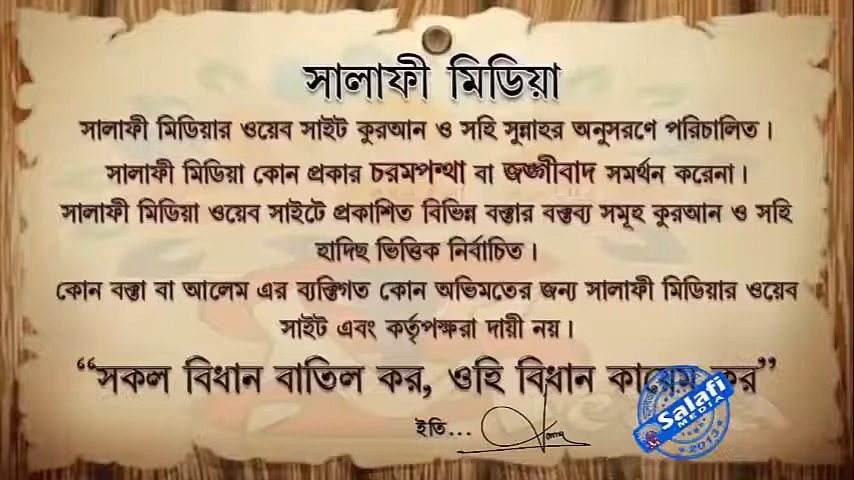 সালাফী মিডিয়া
সালাফী মিডিয়ার ওয়েব সাইট কুরআন ও সহি সুন্নাহর অনুসরণে পরিচালিত।
সালাফী মিডিয়া কোন প্রকার চরমপন্থা বা জঙ্গীবাদ সমর্থন করেনা।
সালাফী মিডিয়া ওয়েব সাইটে প্রকাশিত বিভিন্ন বক্তার বক্তব্য সমূহ কুরআন ও সহি
হাদিছ ভিত্তিক নির্বাচিত।
কোন বক্তা বা আলেম এর ব্যক্তিগত কোন অভিমতের জন্য সালাফী মিডিয়ার ওয়েব
সাইট এবং কর্তৃপক্ষরা দায়ী নয়।
“সকল বিধান বাতিল কর, ওহি বিধান কায়েম কর”
ইতি...
Salafi
MEDIA
2013